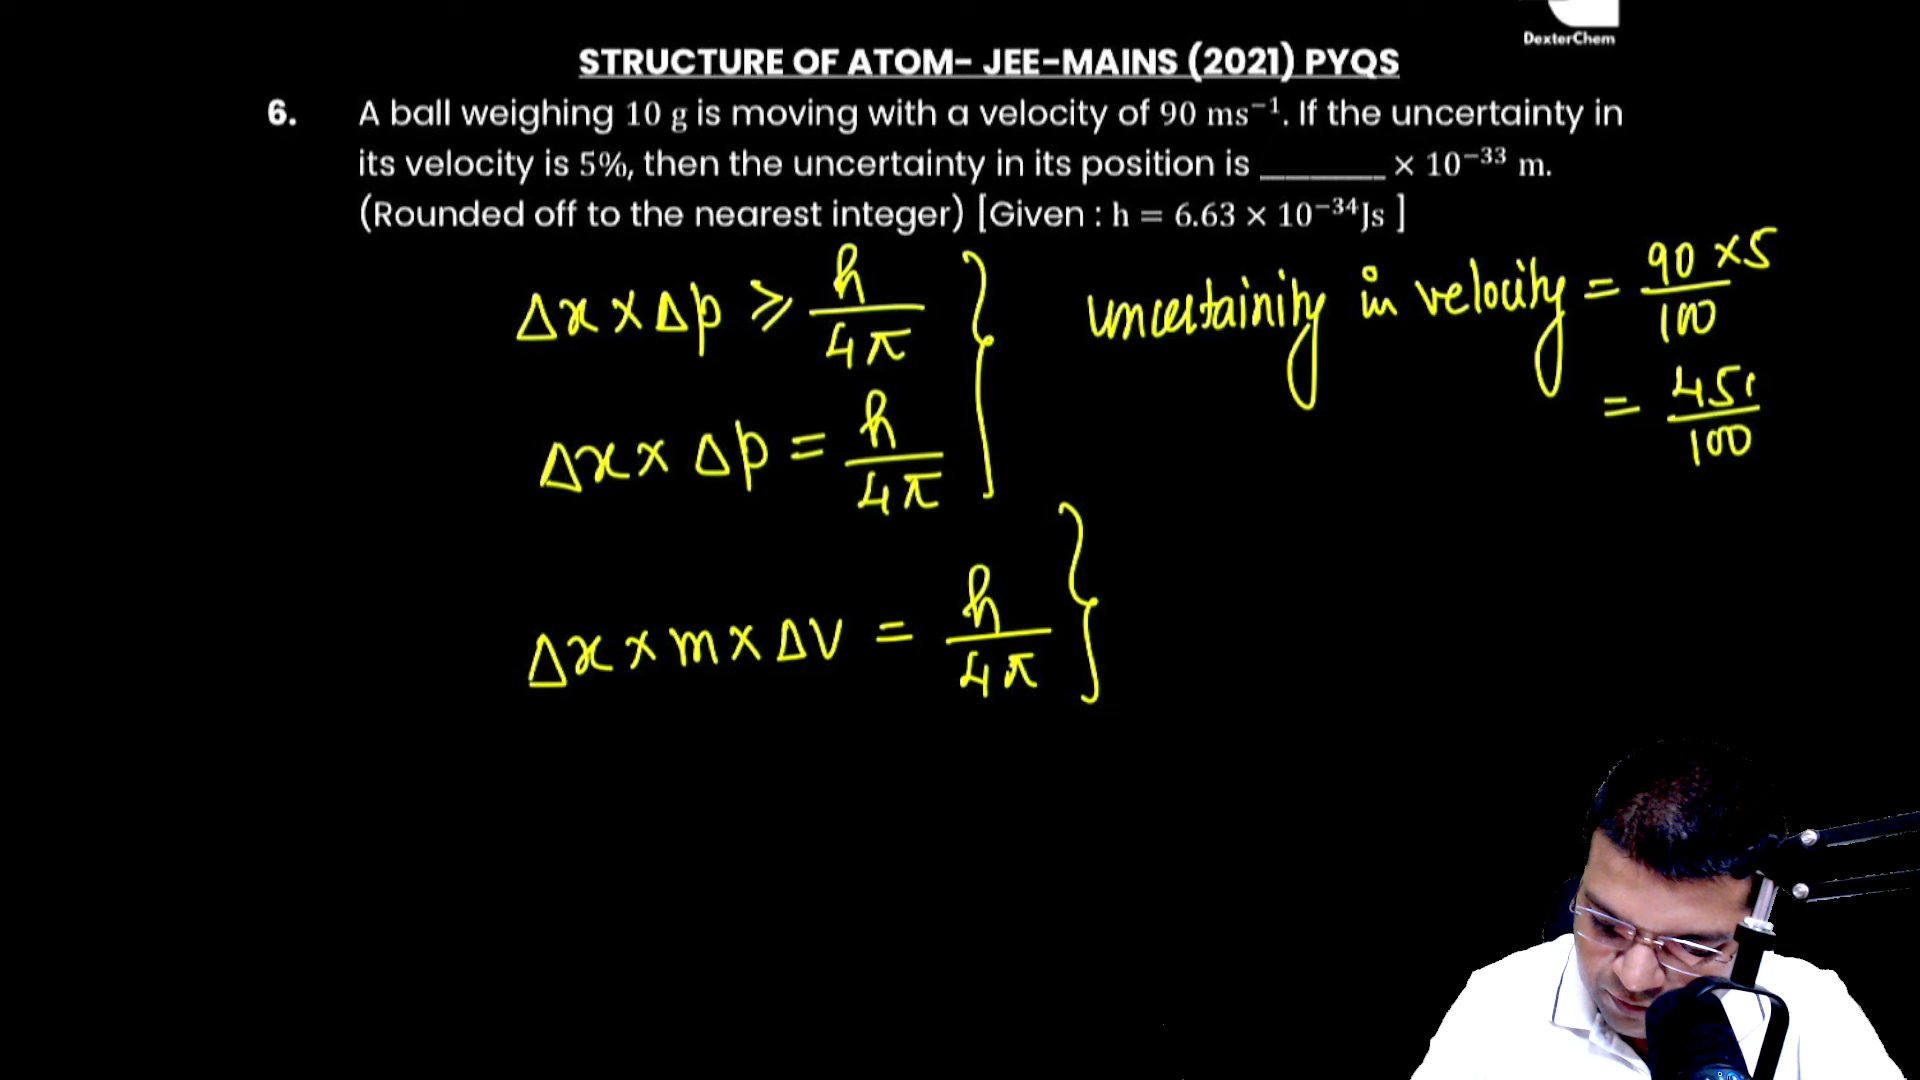 DexterChem
STRUCTURE OF ATOM- JEE-MAINS (2021) PYQS
6. A ball weighing 10 g is moving with a velocity of 90 ms⁻¹. If the uncertainty in
its velocity is 5%, then the uncertainty in its position is ________ × 10⁻³³ m.
(Rounded off to the nearest integer) [Given : h = 6.63 × 10⁻³⁴Js ]
Δx × Δp ≥ h/4π
uncertainity in velocity = 90 × 5/100
= 450/100
Δx × Δp = h/4π
Δx × m × ΔV = h/4π